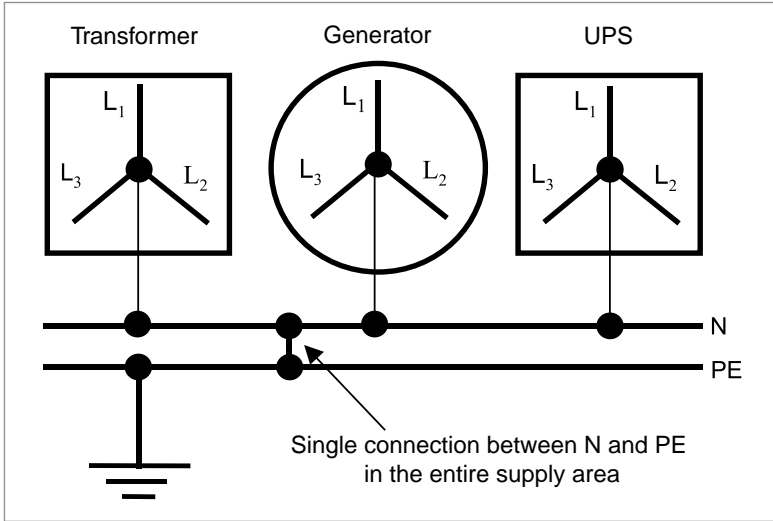 Transformer
Generator
UPS
L1
L3
L2
L1
L3
L2
L1
L3
L2
N
PE
Single connection between N and PE
in the entire supply area